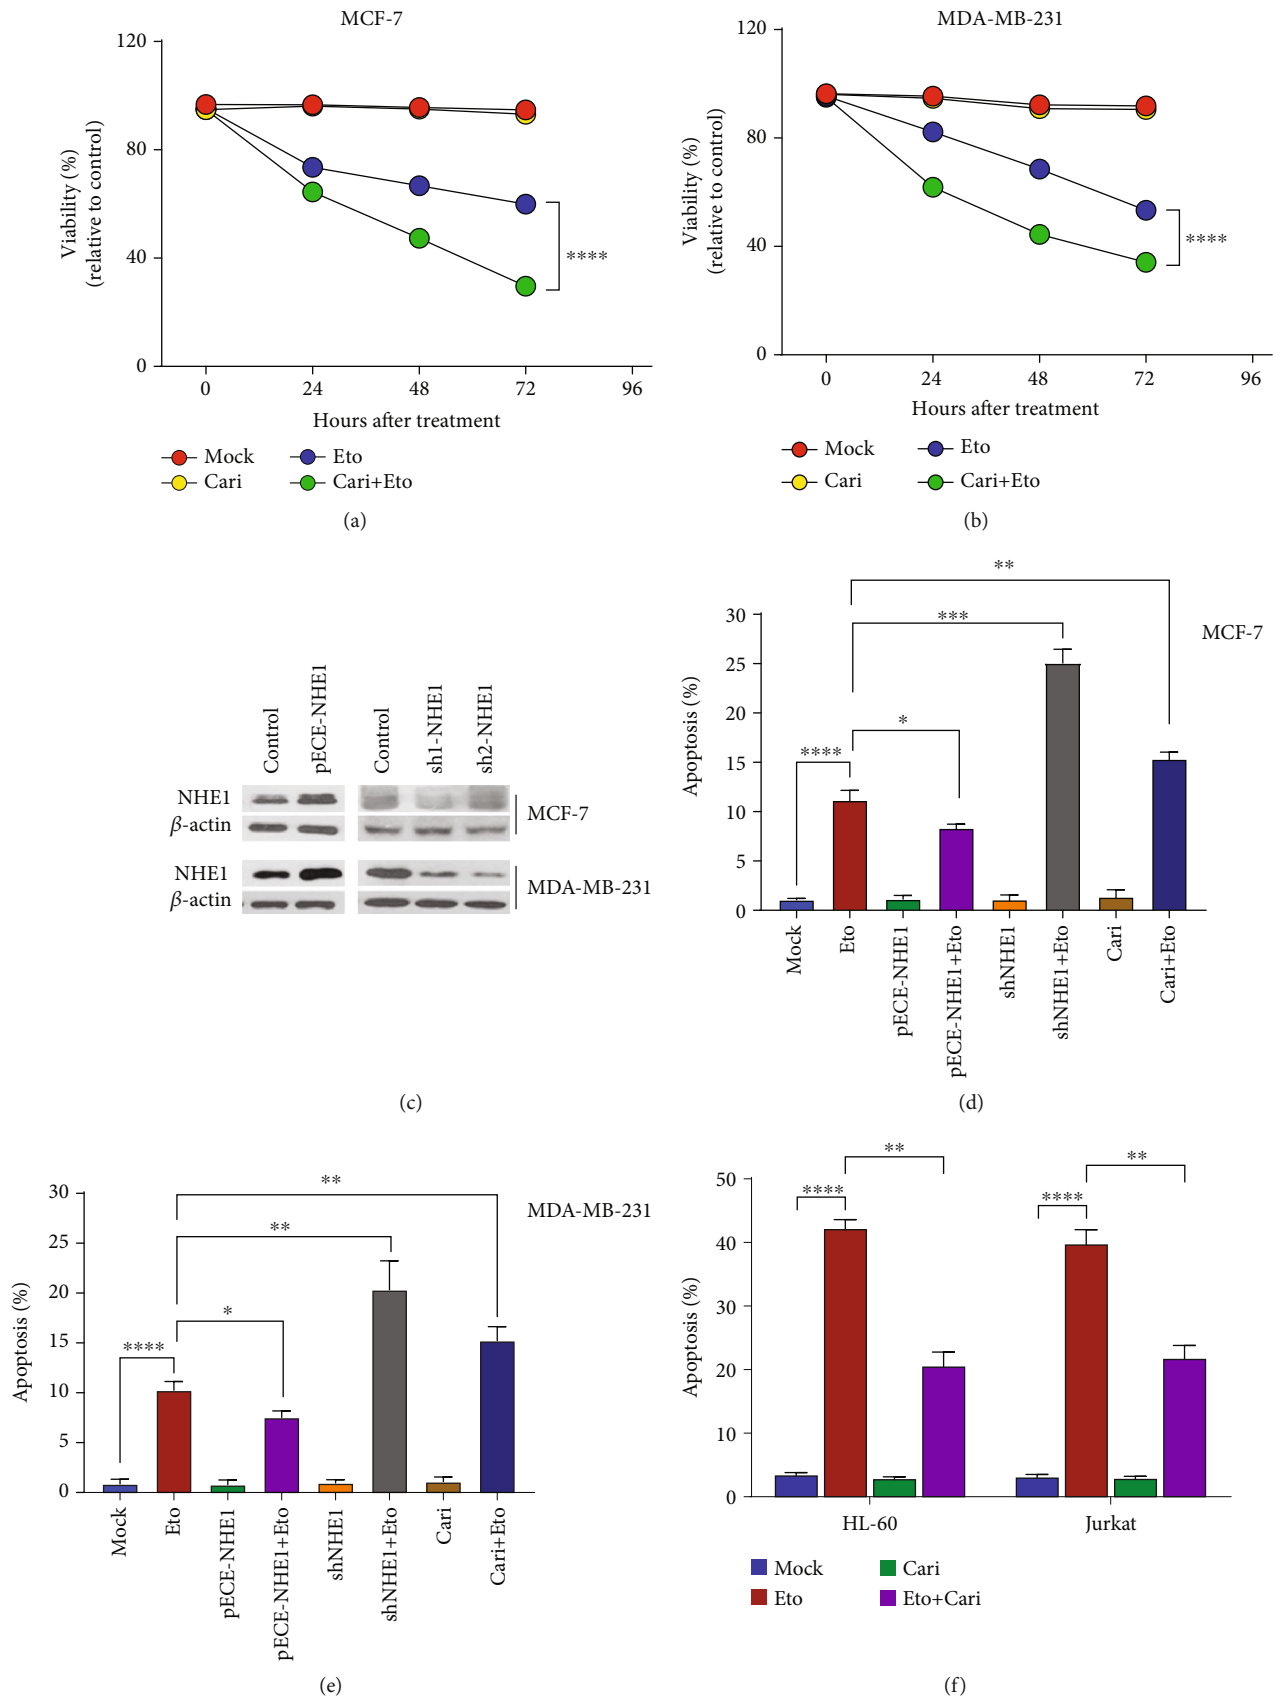 MCF-7
120
80
40
0
Viability (%)
(relative to control)
0 24 48 72 96
Hours after treatment
****
Mock Eto
Cari Cari+Eto
(a)
MDA-MB-231
120
80
40
0
Viability (%)
(relative to control)
0 24 48 72 96
Hours after treatment
****
Mock Eto
Cari Cari+Eto
(b)
Control pECE-NHE1 Control sh1-NHE1 sh2-NHE1
NHE1
β-actin
MCF-7
NHE1
β-actin
MDA-MB-231
(c)
MCF-7
30
25
20
15
10
5
0
Apoptosis (%)
**
***
*
****
Mock Eto pECE-NHE1 pECE-NHE1+Eto shNHE1 shNHE1+Eto Cari Cari+Eto
(d)
MDA-MB-231
30
25
20
15
10
5
0
Apoptosis (%)
**
**
*
****
Mock Eto pECE-NHE1 pECE-NHE1+Eto shNHE1 shNHE1+Eto Cari Cari+Eto
(e)
50
40
30
20
10
0
Apoptosis (%)
** **
**** ****
HL-60 Jurkat
Mock Cari
Eto Eto+Cari
(f)